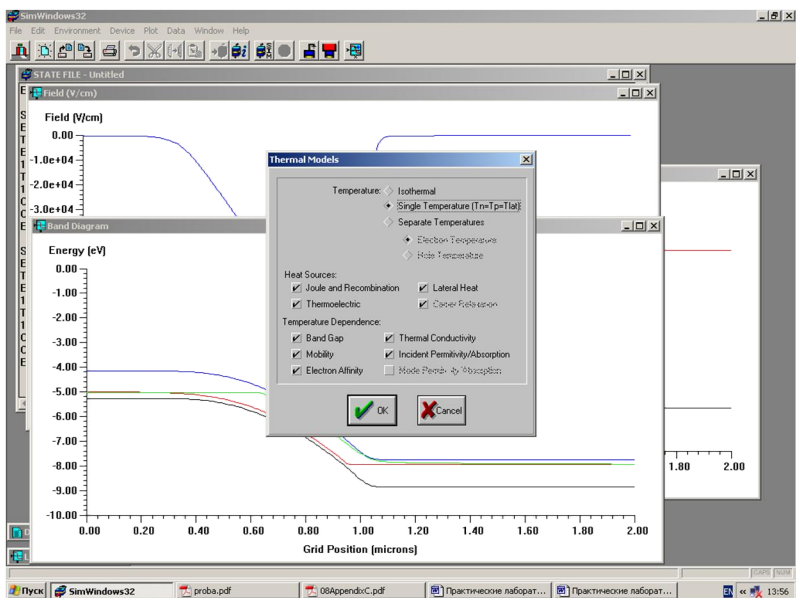 SimWindows32
File Edit Environment Device Plot Data Window Help
STATE FILE - Untitled
Field (V/cm)
Field (V/cm)
0.00
-1.0e+04
-2.0e+04
-3.0e+04
Band Diagram
Energy (eV)
0.00
-1.00
-2.00
-3.00
-4.00
-5.00
-6.00
-7.00
-8.00
-9.00
-10.00
0.00 0.20 0.40 0.60 0.80 1.00 1.20 1.40 1.60 1.80 2.00
Grid Position (microns)
1.80 2.00
Thermal Models
Temperature: Isothermal
Single Temperature (Tn=Tp=Tlat)
Separate Temperatures
Electron Temperature
Hole Temperature
Heat Sources:
Joule and Recombination Lateral Heat
Thermoelectric
Temperature Dependence:
Band Gap Thermal Conductivity
Mobility Incident Permitivity/Absorption
Electron Affinity Mode Permitivity/Absorption
OK Cancel
CAPS NUM
Пуск SimWindows32 proba.pdf 08AppendixC.pdf Практические лаборат... Практические лаборат... EN « 13:56